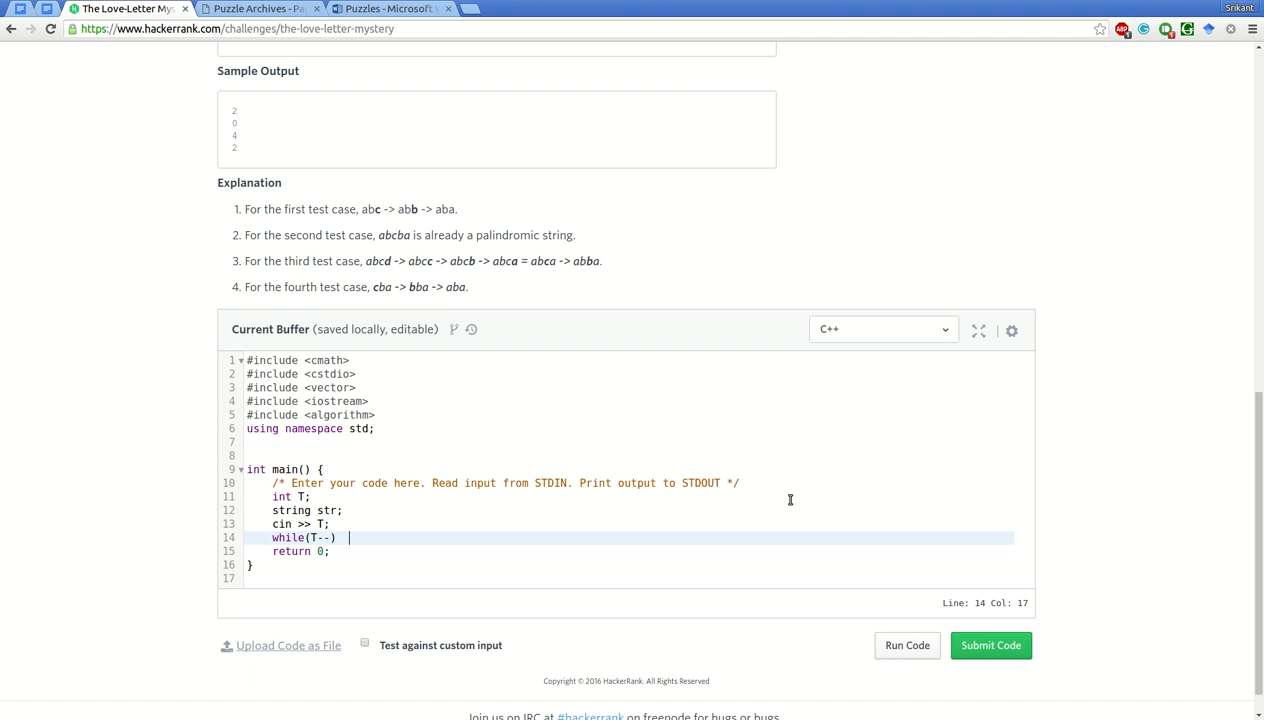 Srikant
The Love-Letter Mys
Puzzle Archives - Pa
Puzzles - Microsoft W
https://www.hackerrank.com/challenges/the-love-letter-mystery
Sample Output
2
0
4
2
Explanation
1. For the first test case, abc -> abb -> aba.
2. For the second test case, abcba is already a palindromic string.
3. For the third test case, abcd -> abcc -> abcb -> abca = abca -> abba.
4. For the fourth test case, cba -> bba -> aba.
Current Buffer (saved locally, editable)
C++
1 #include <cmath>
2 #include <cstdio>
3 #include <vector>
4 #include <iostream>
5 #include <algorithm>
6 using namespace std;
7
8
9 int main() {
10 /* Enter your code here. Read input from STDIN. Print output to STDOUT */
11 int T;
12 string str;
13 cin >> T;
14 while(T--)
15 return 0;
16 }
17
Line: 14 Col: 17
Upload Code as File
Test against custom input
Run Code
Submit Code
Copyright © 2016 HackerRank. All Rights Reserved
Join us on IRC at #hackerrank on freenode for hugs or bugs.